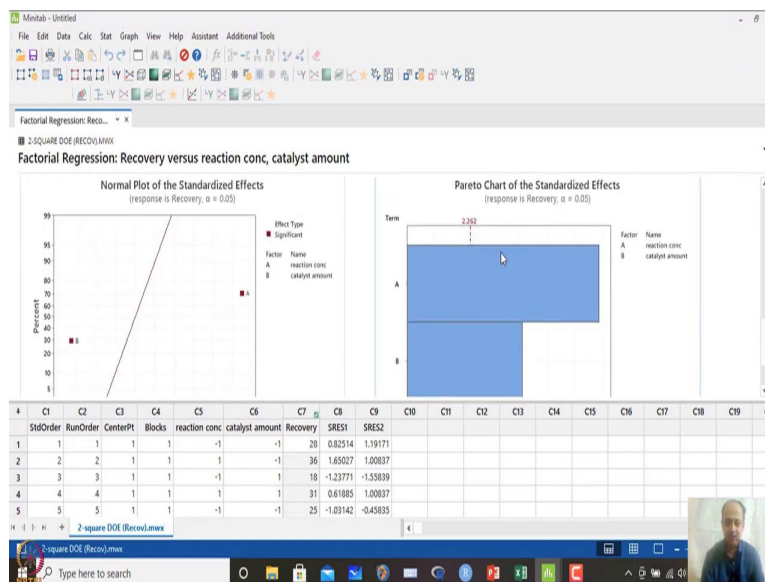 Minitab - Untitled
File Edit Data Calc Stat Graph View Help Assistant Additional Tools
Factorial Regression: Reco...
2-SQUARE DOE (RECOV).MWX
Factorial Regression: Recovery versus reaction conc, catalyst amount
Normal Plot of the Standardized Effects
(response is Recovery, α = 0.05)
99
95
90
80
70
60
50
40
30
20
10
5
Percent
A
B
Effect Type
Significant
Factor Name
A reaction conc
B catalyst amount
Pareto Chart of the Standardized Effects
(response is Recovery, α = 0.05)
Term
2.262
A
B
Factor Name
A reaction conc
B catalyst amount
C1 C2 C3 C4 C5 C6 C7 C8 C9 C10 C11 C12 C13 C14 C15 C16 C17 C18 C19
StdOrder RunOrder CenterPt Blocks reaction conc catalyst amount Recovery SRES1 SRES2
1 1 1 1 1 -1 -1 28 0.82514 1.19171
2 2 2 1 1 1 -1 36 1.65027 1.00837
3 3 3 1 1 -1 1 18 -1.23771 -1.55839
4 4 4 1 1 1 1 31 0.61885 1.00837
5 5 5 1 1 -1 -1 25 -1.03142 -0.45835
2-square DOE (Recov).mwx
2-square DOE (Recov).mwx
Type here to search